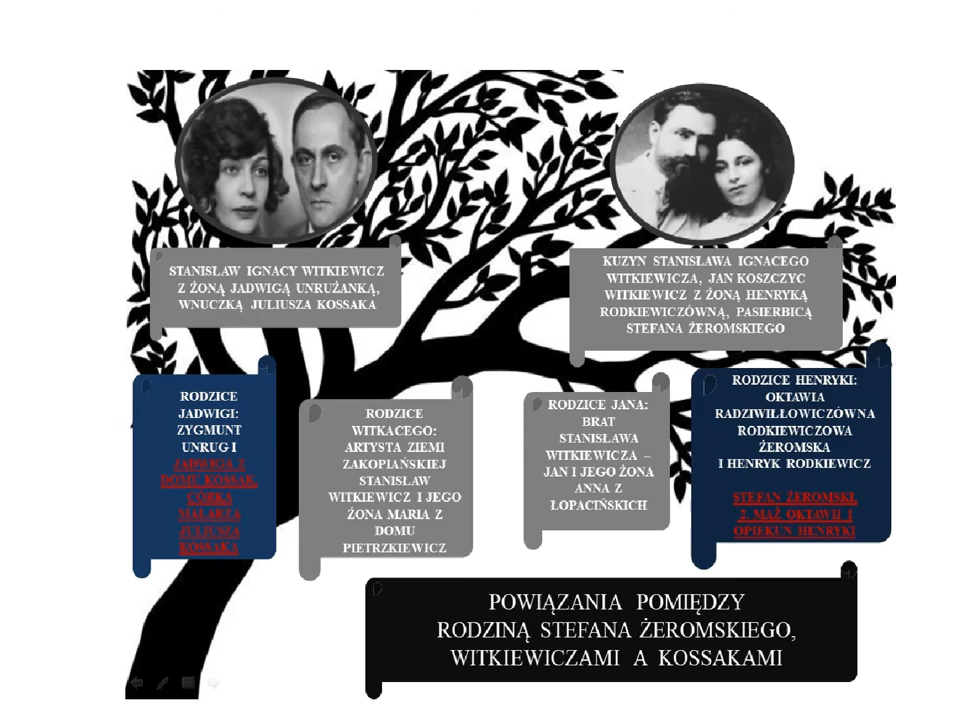 STANISŁAW IGNACY WITKIEWICZ
Z ŻONĄ JADWIGĄ UNRUŻANKĄ,
WNUCZKĄ JULIUSZA KOSSAKA
KUZYN STANISŁAWA IGNACEGO
WITKIEWICZA, JAN KOSZCZYC
WITKIEWICZ Z ŻONĄ HENRYKĄ
RODKIEWICZÓWNĄ, PASIERBICĄ
STEFANA ŻEROMSKIEGO
RODZICE
JADWIGI:
ZYGMUNT
UNRUG I
JADWIGA Z
DOMU KOSSAK,
CÓRKA
MALARZA
JULIUSZA
KOSSAKA
RODZICE
WITKACEGO:
ARTYSTA ZIEMI
ZAKOPIAŃSKIEJ
STANISŁAW
WITKIEWICZ I JEGO
ŻONA MARIA Z
DOMU
PIETRZKIEWICZ
RODZICE JANA:
BRAT
STANISŁAWA
WITKIEWICZA –
JAN I JEGO ŻONA
ANNA Z
ŁOPACIŃSKICH
RODZICE HENRYKI:
OKTAWIA
RADZIWIŁŁOWICZÓWNA
RODKIEWICZOWA
ŻEROMSKA
I HENRYK RODKIEWICZ
STEFAN ŻEROMSKI,
2. MĄŻ OKTAWII I
OPIEKUN HENRYKI
POWIĄZANIA POMIĘDZY
RODZINĄ STEFANA ŻEROMSKIEGO,
WITKIEWICZAMI A KOSSAKAMI